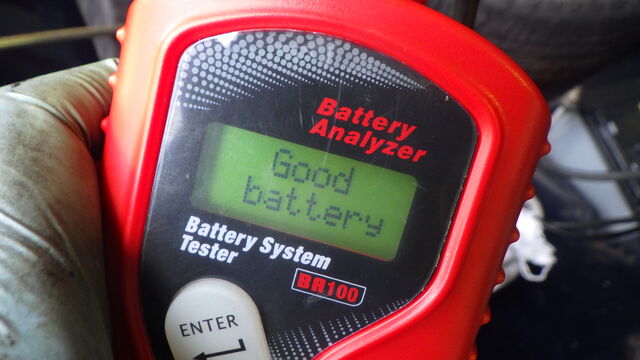 Battery
Analyzer
Good
battery
Battery System
Tester
BA100
ENTER